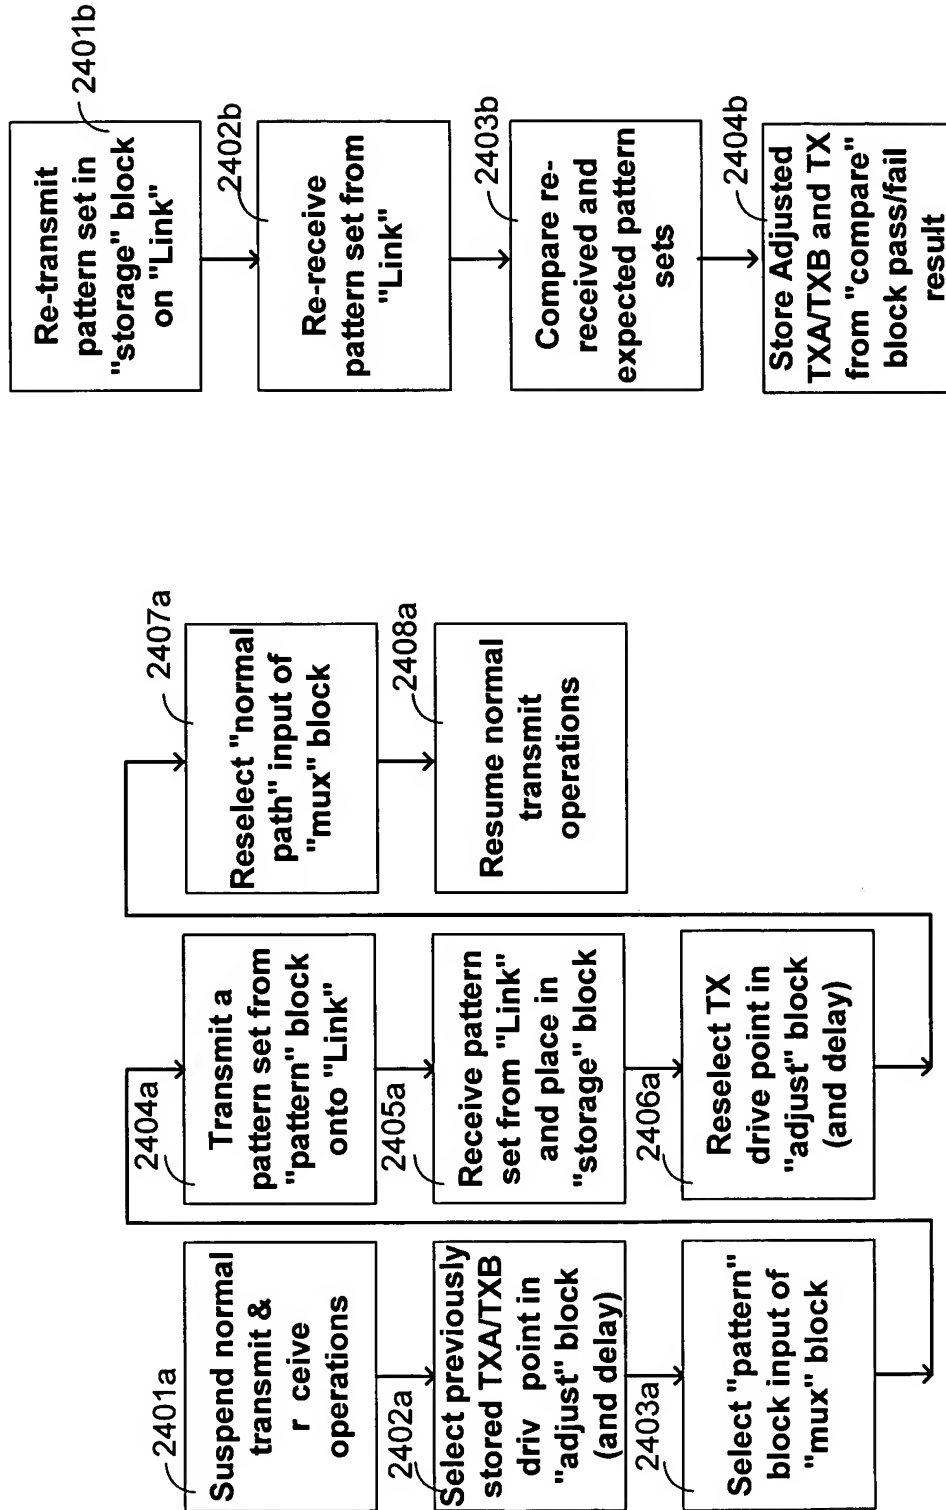 2401a
Suspend normal
transmit &
r ceive
operations
2402a
Select previously
stored TXA/TXB
driv point in
"adjust" block
(and delay)
2403a
Select "pattern"
block input of
"mux" block
2404a
Transmit a
pattern set from
"pattern" block
onto "Link"
2405a
Receive pattern
set from "Link"
and place in
"storage" block
2406a
Reselect TX
drive point in
"adjust" block
(and delay)
2407a
Reselect "normal
path" input of
"mux" block
2408a
Resume normal
transmit
operations
2401b
Re-transmit
pattern set in
"storage" block
on "Link"
2402b
Re-receive
pattern set from
"Link"
2403b
Compare re-
received and
expected pattern
sets
2404b
Store Adjusted
TXA/TXB and TX
from "compare"
block pass/fail
result